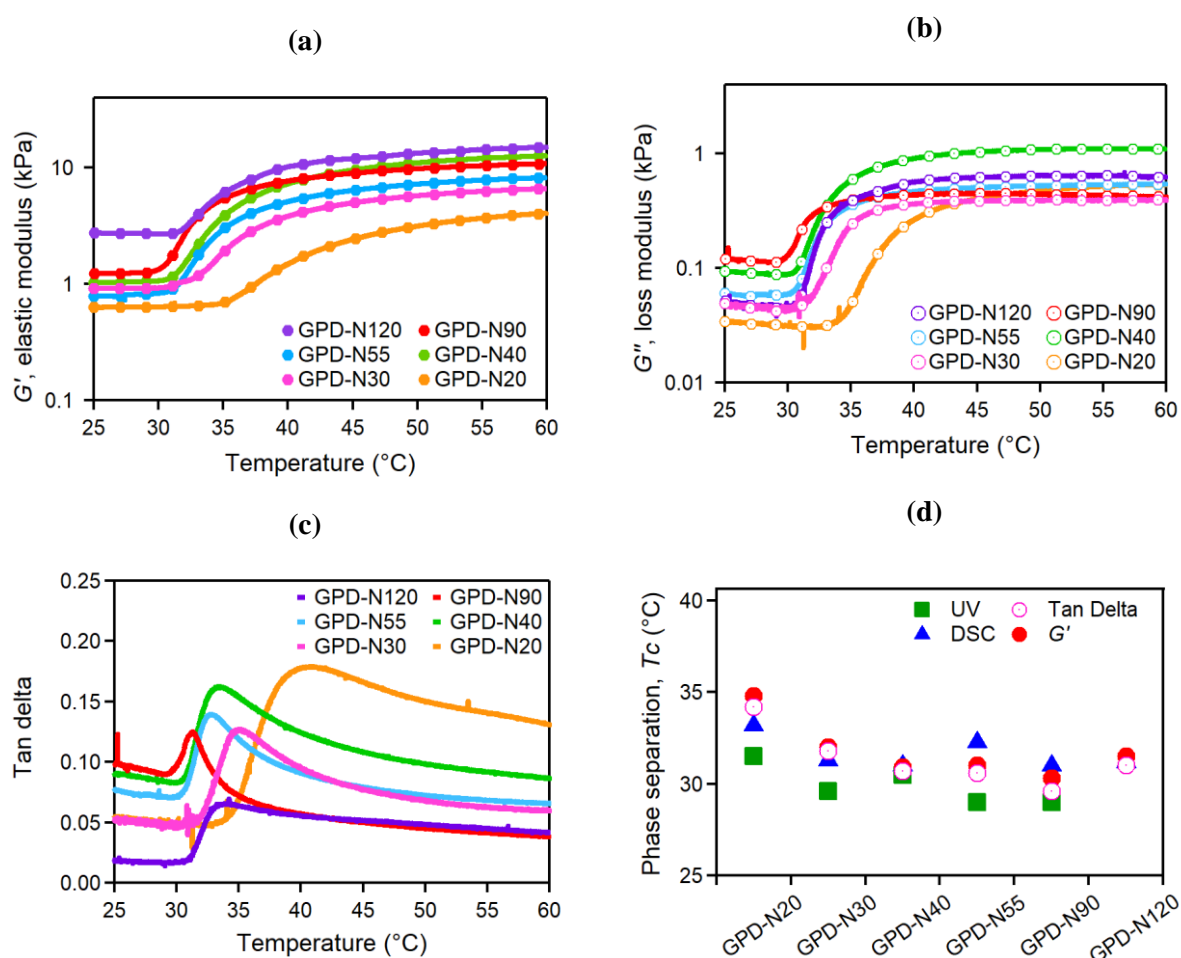 (a)
G′, elastic modulus (kPa)
10
1
0.1
GPD-N120 GPD-N90
GPD-N55 GPD-N40
GPD-N30 GPD-N20
25 30 35 40 45 50 55 60
Temperature (°C)
(b)
G″, loss modulus (kPa)
1
0.1
0.01
GPD-N120 GPD-N90
GPD-N55 GPD-N40
GPD-N30 GPD-N20
25 30 35 40 45 50 55 60
Temperature (°C)
(c)
Tan delta
0.25
0.20
0.15
0.10
0.05
0.00
GPD-N120 GPD-N90
GPD-N55 GPD-N40
GPD-N30 GPD-N20
25 30 35 40 45 50 55 60
Temperature (°C)
(d)
Phase separation, Tc (°C)
40
35
30
25
UV Tan Delta
DSC G′
GPD-N20 GPD-N30 GPD-N40 GPD-N55 GPD-N90 GPD-N120